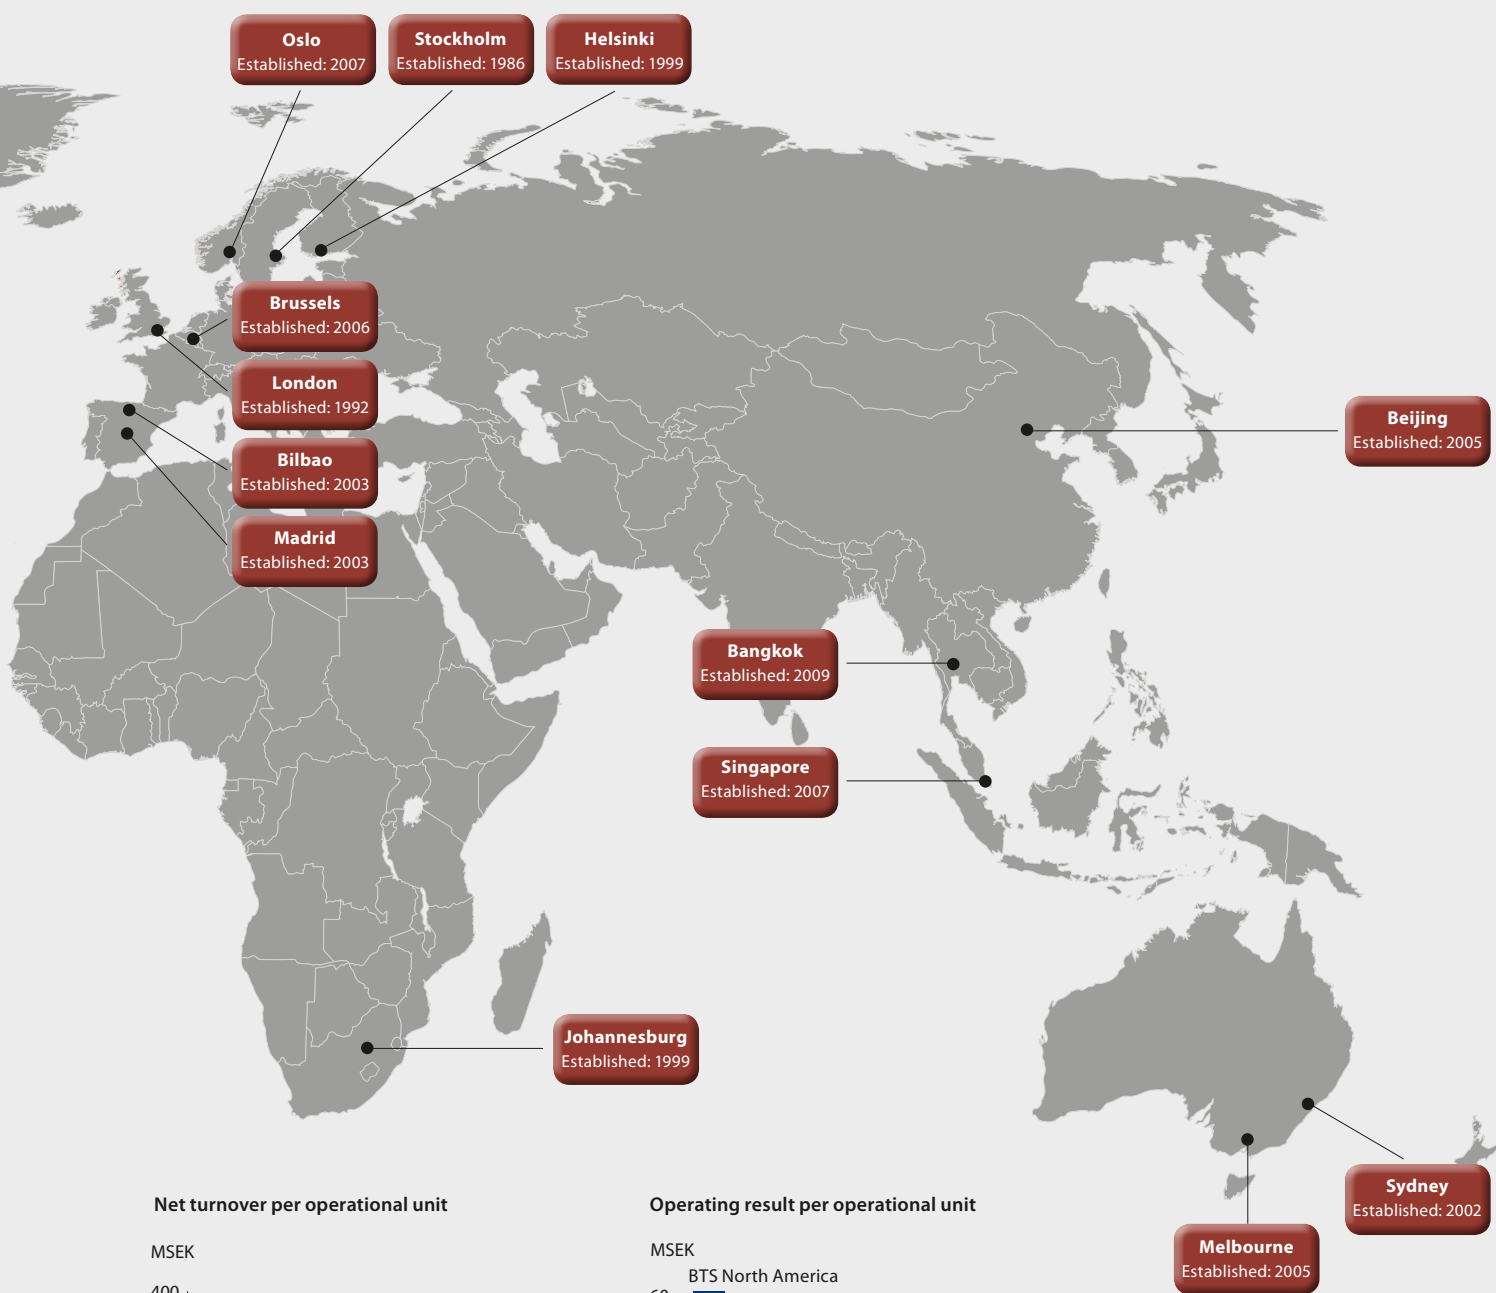 Oslo
Established: 2007
Stockholm
Established: 1986
Helsinki
Established: 1999
Brussels
Established: 2006
London
Established: 1992
Bilbao
Established: 2003
Madrid
Established: 2003
Beijing
Established: 2005
Bangkok
Established: 2009
Singapore
Established: 2007
Johannesburg
Established: 1999
Sydney
Established: 2002
Melbourne
Established: 2005
Net turnover per operational unit
MSEK
400
Operating result per operational unit
MSEK
BTS North America
60